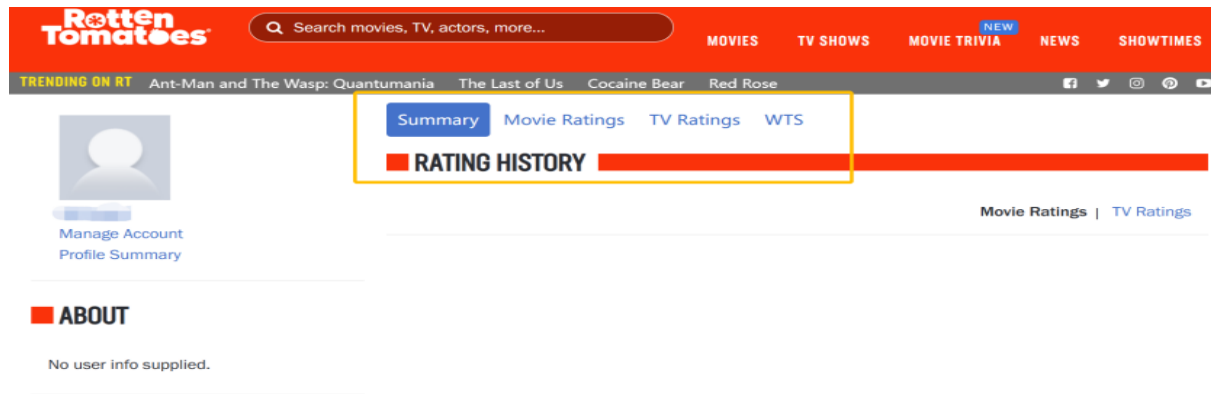 Rotten
Tomatoes
Search movies, TV, actors, more...
MOVIES
TV SHOWS
NEW
MOVIE TRIVIA
NEWS
SHOWTIMES
TRENDING ON RT Ant-Man and The Wasp: Quantumania The Last of Us Cocaine Bear Red Rose
Summary Movie Ratings TV Ratings WTS
RATING HISTORY
Movie Ratings | TV Ratings
Manage Account
Profile Summary
ABOUT
No user info supplied.